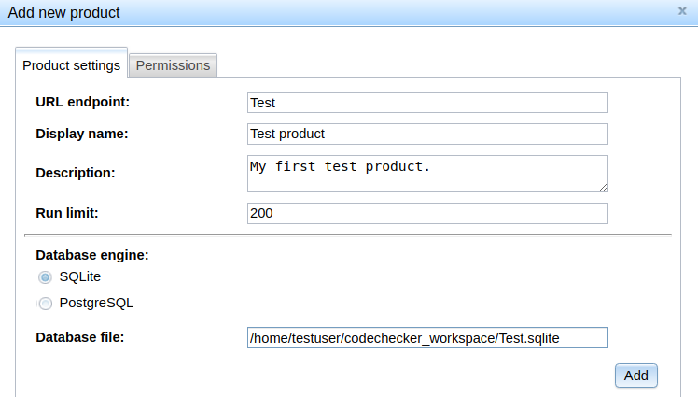 Add new product
Product settings Permissions
URL endpoint: Test
Display name: Test product
Description: My first test product.
Run limit: 200
Database engine:
SQLite
PostgreSQL
Database file: /home/testuser/codechecker_workspace/Test.sqlite
Add